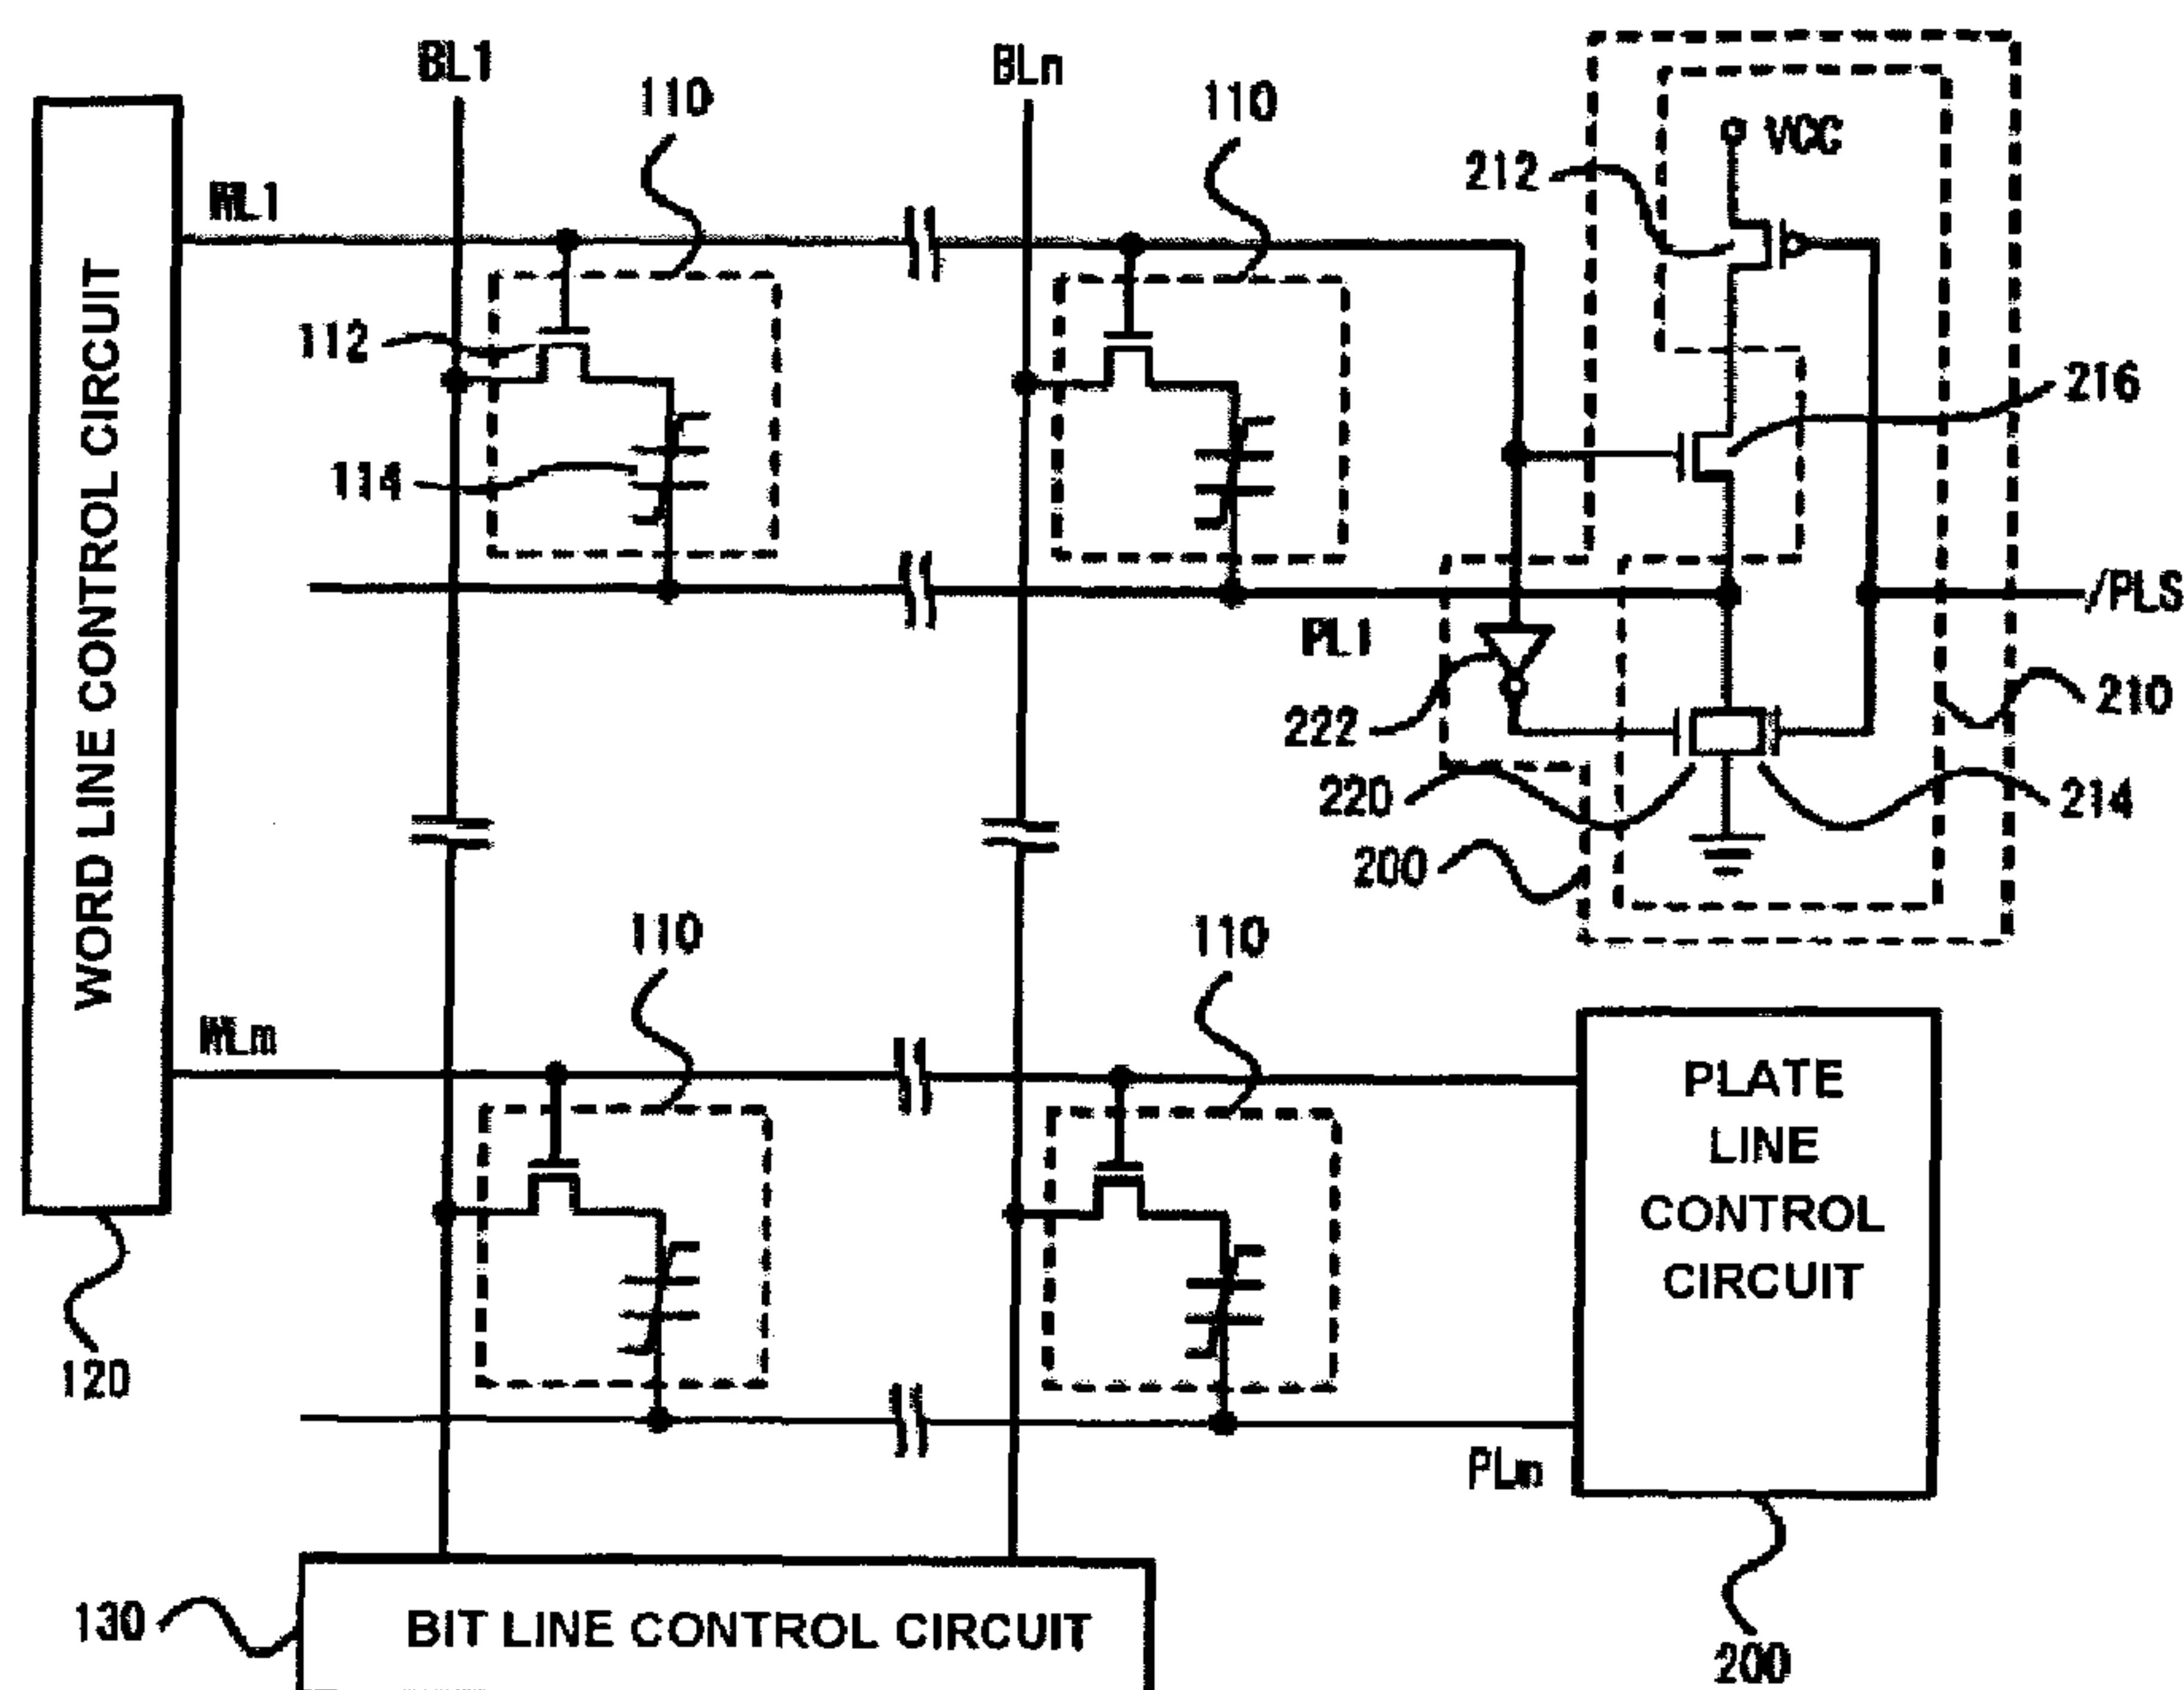 BL1
BLn
110
110
VCC
212
WL1
WORD LINE CONTROL CIRCUIT
112
216
114
/PLS
PL1
210
222
220
214
200
110
110
WLm
PLATE
LINE
CONTROL
CIRCUIT
120
PLm
130
BIT LINE CONTROL CIRCUIT
200